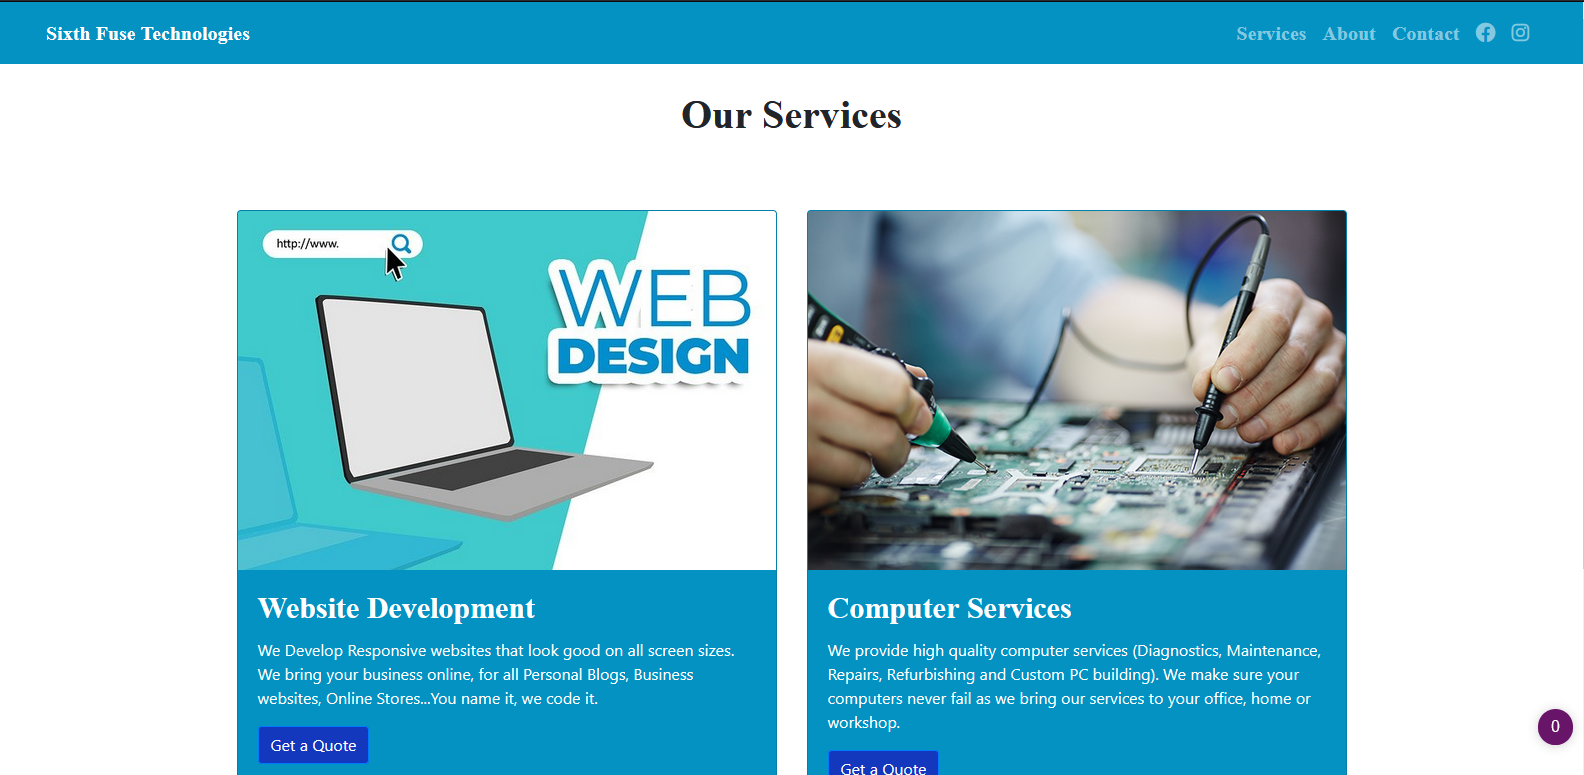 Sixth Fuse Technologies
Services About Contact
Our Services
http://www.
WEB
DESIGN
Website Development
We Develop Responsive websites that look good on all screen sizes.
We bring your business online, for all Personal Blogs, Business
websites, Online Stores...You name it, we code it.
Get a Quote
Computer Services
We provide high quality computer services (Diagnostics, Maintenance,
Repairs, Refurbishing and Custom PC building). We make sure your
computers never fail as we bring our services to your office, home or
workshop.
Get a Quote
0